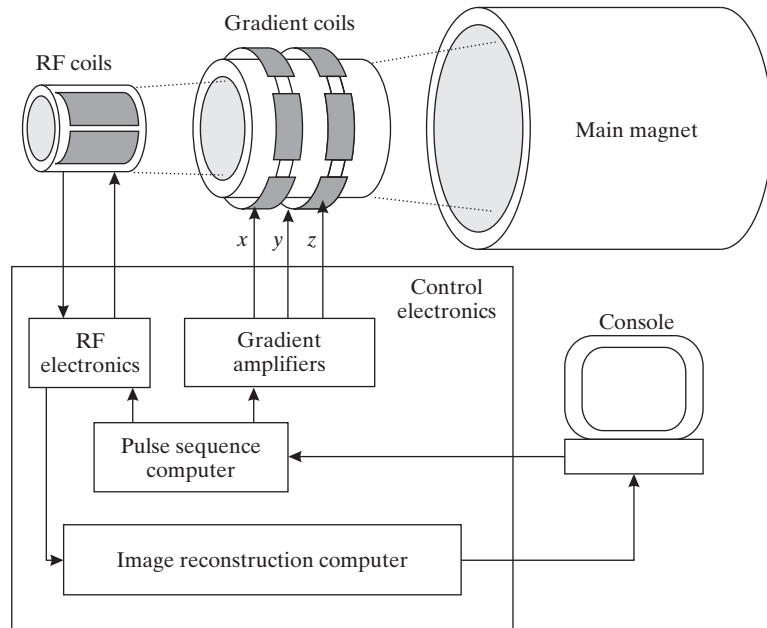 Gradient coils
RF coils
Main magnet
x y z
Control
electronics
RF
electronics
Gradient
amplifiers
Console
Pulse sequence
computer
Image reconstruction computer